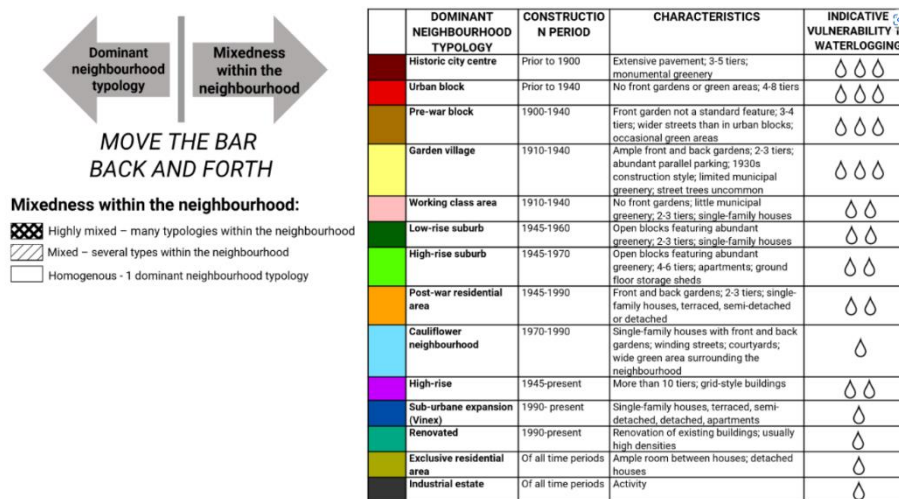 Dominant
neighbourhood
typology
Mixedness
within the
neighbourhood
MOVE THE BAR
BACK AND FORTH
Mixedness within the neighbourhood:
Highly mixed – many typologies within the neighbourhood
Mixed – several types within the neighbourhood
Homogenous - 1 dominant neighbourhood typology
DOMINANT
NEIGHBOURHOOD
TYPOLOGY
CONSTRUCTIO
N PERIOD
CHARACTERISTICS
INDICATIVE
VULNERABILITY
WATERLOGGING
Historic city centre
Prior to 1900
Extensive pavement; 3-5 tiers;
monumental greenery
Urban block
Prior to 1940
No front gardens or green areas; 4-8 tiers
Pre-war block
1900-1940
Front garden not a standard feature; 3-4
tiers; wider streets than in urban blocks;
occasional green areas
Garden village
1910-1940
Ample front and back gardens; 2-3 tiers;
abundant parallel parking; 1930s
construction style; limited municipal
greenery; street trees uncommon
Working class area
1910-1940
No front gardens; little municipal
greenery; 2-3 tiers; single-family houses
Low-rise suburb
1945-1960
Open blocks featuring abundant
greenery; 2-3 tiers; single-family houses
High-rise suburb
1945-1970
Open blocks featuring abundant
greenery; 4-6 tiers; apartments; ground
floor storage sheds
Post-war residential
area
1945-1990
Front and back gardens; 2-3 tiers; single-
family houses, terraced, semi-detached
or detached
Cauliflower
neighbourhood
1970-1990
Single-family houses with front and back
gardens; winding streets; courtyards;
wide green area surrounding the
neighbourhood
High-rise
1945-present
More than 10 tiers; grid-style buildings
Sub-urbane expansion
(Vinex)
1990- present
Single-family houses, terraced, semi-
detached, detached, apartments
Renovated
1990-present
Renovation of existing buildings; usually
high densities
Exclusive residential
area
Of all time periods
Ample room between houses; detached
houses
Industrial estate
Of all time periods
Activity